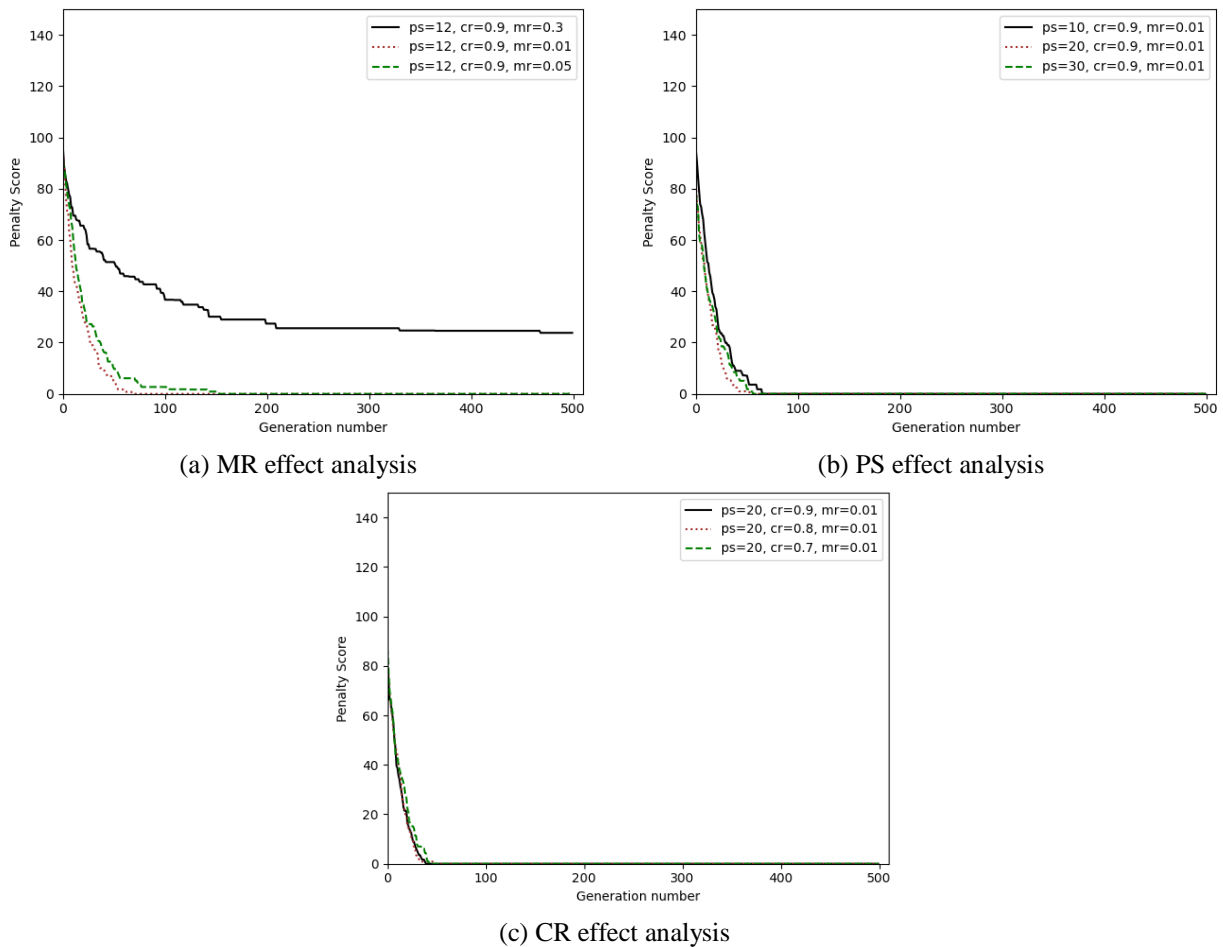 140
120
100
80
60
40
20
0
Penalty Score
ps=12, cr=0.9, mr=0.3
ps=12, cr=0.9, mr=0.01
ps=12, cr=0.9, mr=0.05
0 100 200 300 400 500
Generation number
(a) MR effect analysis
140
120
100
80
60
40
20
0
Penalty Score
ps=10, cr=0.9, mr=0.01
ps=20, cr=0.9, mr=0.01
ps=30, cr=0.9, mr=0.01
0 100 200 300 400 500
Generation number
(b) PS effect analysis
140
120
100
80
60
40
20
0
Penalty Score
ps=20, cr=0.9, mr=0.01
ps=20, cr=0.8, mr=0.01
ps=20, cr=0.7, mr=0.01
0 100 200 300 400 500
Generation number
(c) CR effect analysis